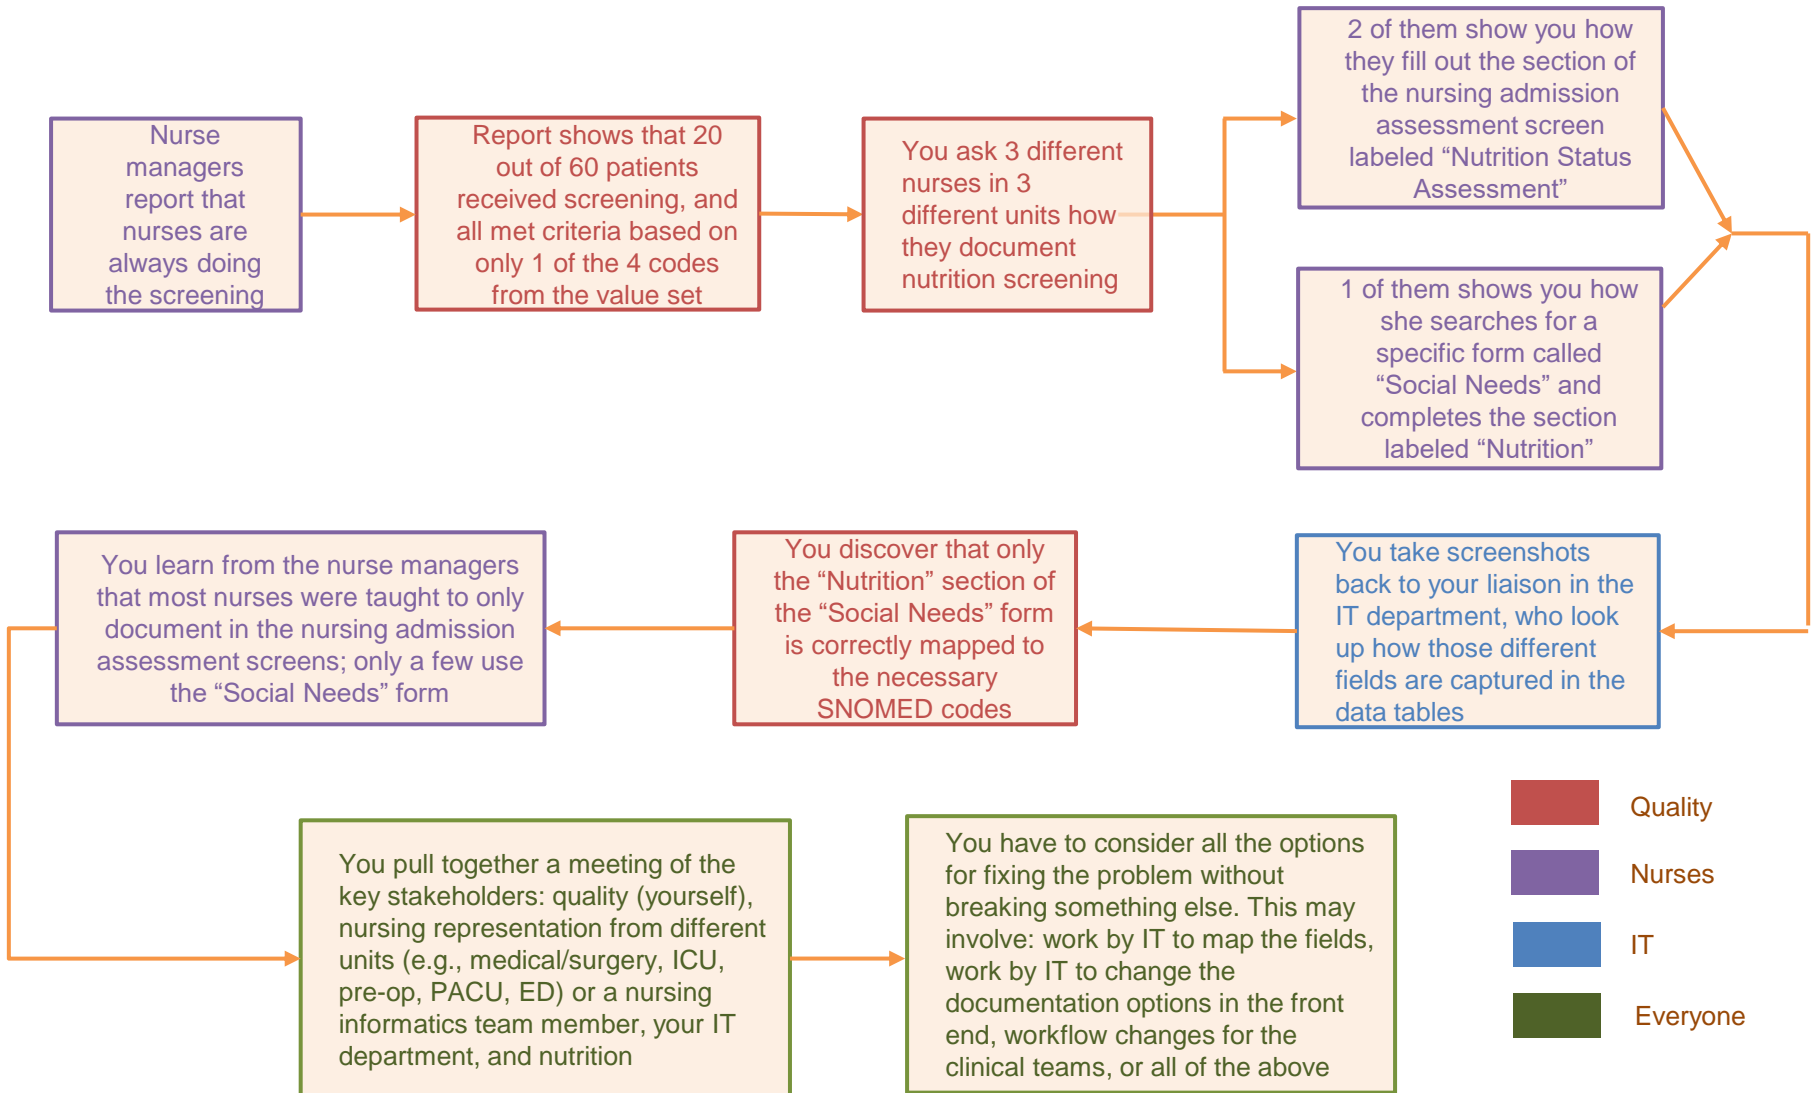 Nurse
managers
report that
nurses are
always doing
the screening
Report shows that 20
out of 60 patients
received screening, and
all met criteria based on
only 1 of the 4 codes
from the value set
You ask 3 different
nurses in 3
different units how
they document
nutrition screening
2 of them show you how
they fill out the section of
the nursing admission
assessment screen
labeled “Nutrition Status
Assessment”
1 of them shows you how
she searches for a
specific form called
“Social Needs” and
completes the section
labeled “Nutrition”
You take screenshots
back to your liaison in the
IT department, who look
up how those different
fields are captured in the
data tables
You discover that only
the “Nutrition” section of
the “Social Needs” form
is correctly mapped to
the necessary
SNOMED codes
You learn from the nurse managers
that most nurses were taught to only
document in the nursing admission
assessment screens; only a few use
the “Social Needs” form
You pull together a meeting of the
key stakeholders: quality (yourself),
nursing representation from different
units (e.g., medical/surgery, ICU,
pre-op, PACU, ED) or a nursing
informatics team member, your IT
department, and nutrition
You have to consider all the options
for fixing the problem without
breaking something else. This may
involve: work by IT to map the fields,
work by IT to change the
documentation options in the front
end, workflow changes for the
clinical teams, or all of the above
Quality
Nurses
IT
Everyone